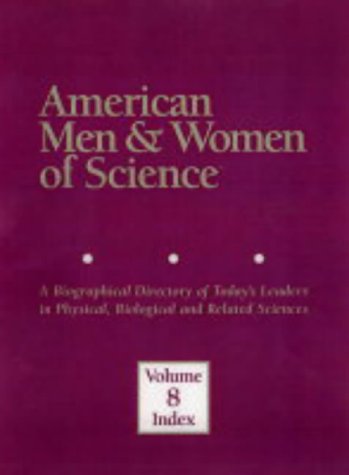 American
Men & Women
of Science
A Biographical Directory of Today's Leaders
in Physical, Biological and Related Sciences
Volume
8
Index